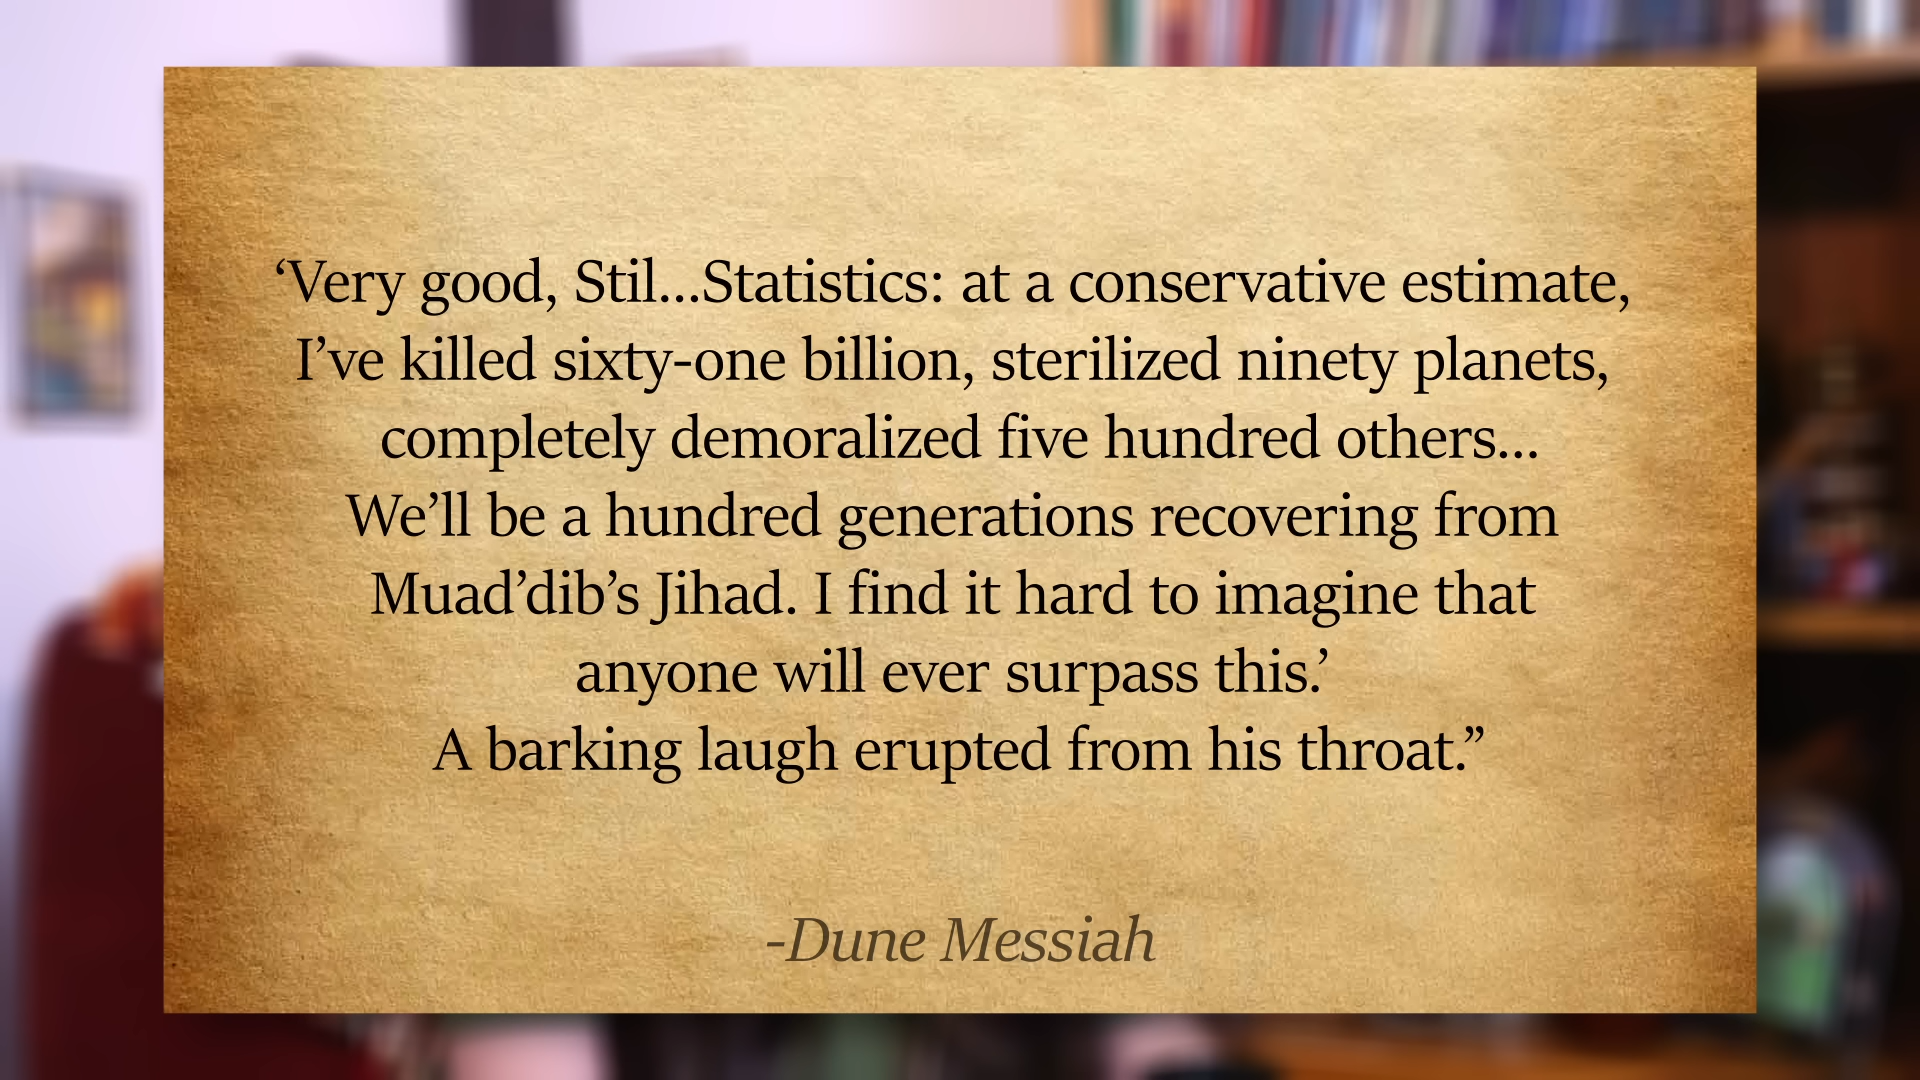 ‘Very good, Stil...Statistics: at a conservative estimate,
I’ve killed sixty-one billion, sterilized ninety planets,
completely demoralized five hundred others...
We’ll be a hundred generations recovering from
Muad’dib’s Jihad. I find it hard to imagine that
anyone will ever surpass this.’
A barking laugh erupted from his throat.”
-Dune Messiah